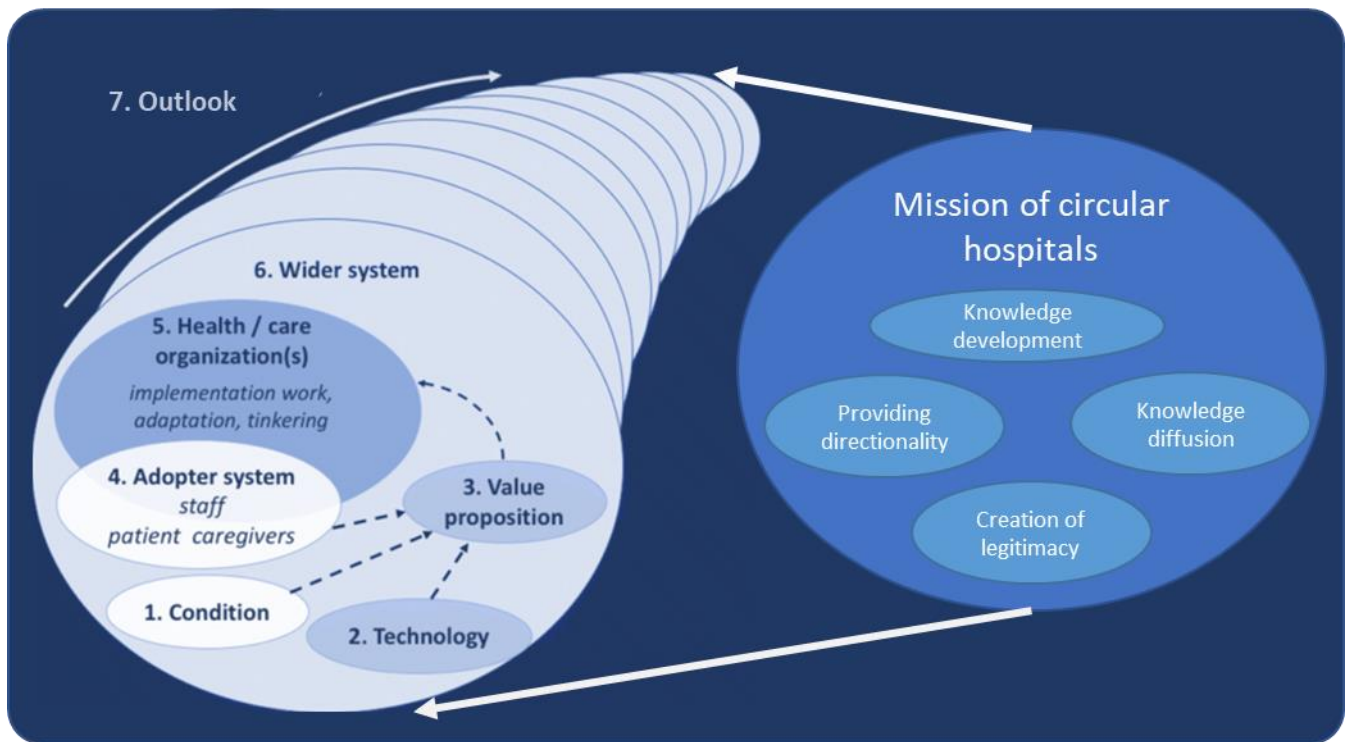 7. Outlook
6. Wider system
5. Health / care
organization(s)
implementation work,
adaptation, tinkering
4. Adopter system
staff
patient caregivers
3. Value
proposition
1. Condition
2. Technology
Mission of circular
hospitals
Knowledge
development
Providing
directionality
Knowledge
diffusion
Creation of
legitimacy